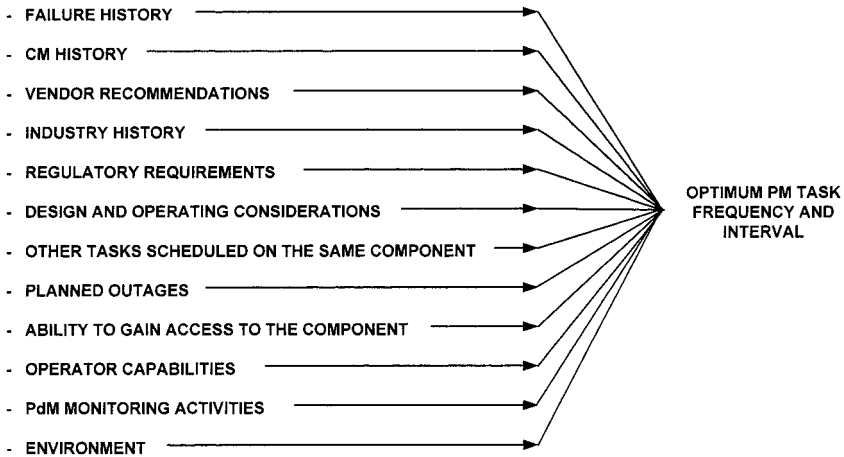 - FAILURE HISTORY
- CM HISTORY
- VENDOR RECOMMENDATIONS
- INDUSTRY HISTORY
- REGULATORY REQUIREMENTS
- DESIGN AND OPERATING CONSIDERATIONS
- OTHER TASKS SCHEDULED ON THE SAME COMPONENT
- PLANNED OUTAGES
- ABILITY TO GAIN ACCESS TO THE COMPONENT
- OPERATOR CAPABILITIES
- PdM MONITORING ACTIVITIES
- ENVIRONMENT
OPTIMUM PM TASK
FREQUENCY AND
INTERVAL